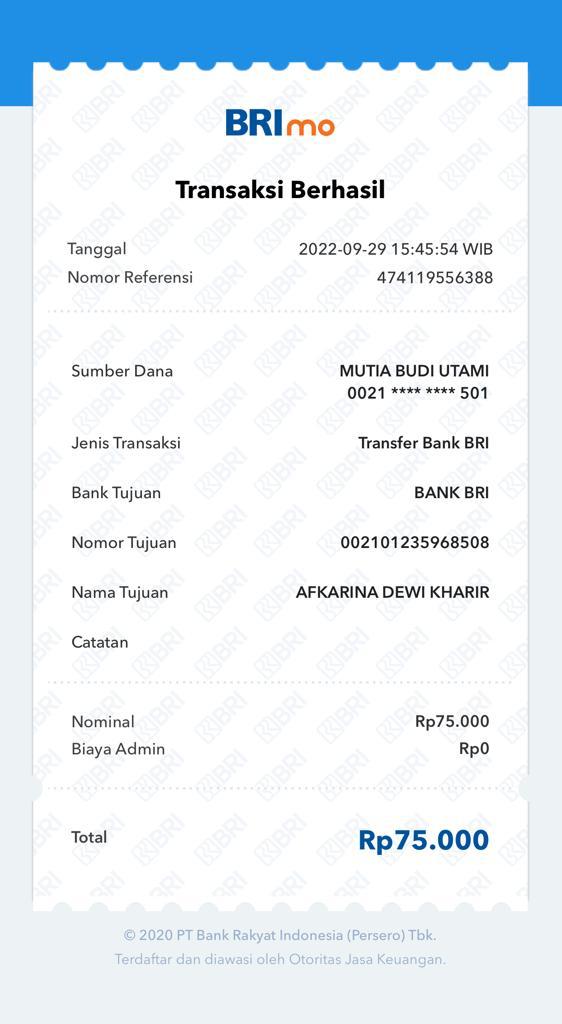 BRImo
Transaksi Berhasil
Tanggal 2022-09-29 15:45:54 WIB
Nomor Referensi 474119556388
Sumber Dana MUTIA BUDI UTAMI
0021 **** **** 501
Jenis Transaksi Transfer Bank BRI
Bank Tujuan BANK BRI
Nomor Tujuan 002101235968508
Nama Tujuan AFKARINA DEWI KHARIR
Catatan
Nominal Rp75.000
Biaya Admin Rp0
Total Rp75.000
© 2020 PT Bank Rakyat Indonesia (Persero) Tbk.
Terdaftar dan diawasi oleh Otoritas Jasa Keuangan.